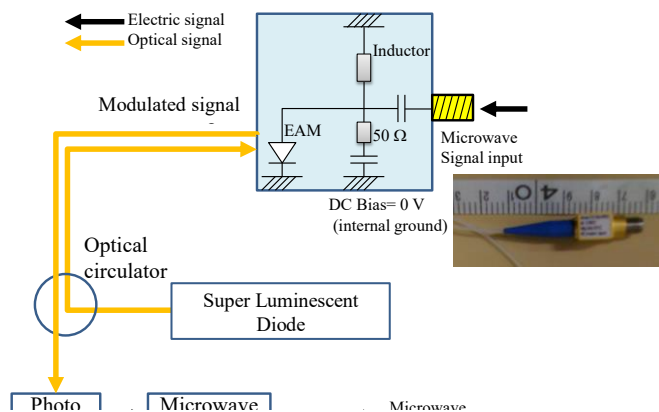 Electric signal
Optical signal
Inductor
Modulated signal
EAM
50 Ω
Microwave
Signal input
DC Bias= 0 V
(internal ground)
Optical
circulator
Super Luminescent
Diode
Photo
Microwave
Microwave